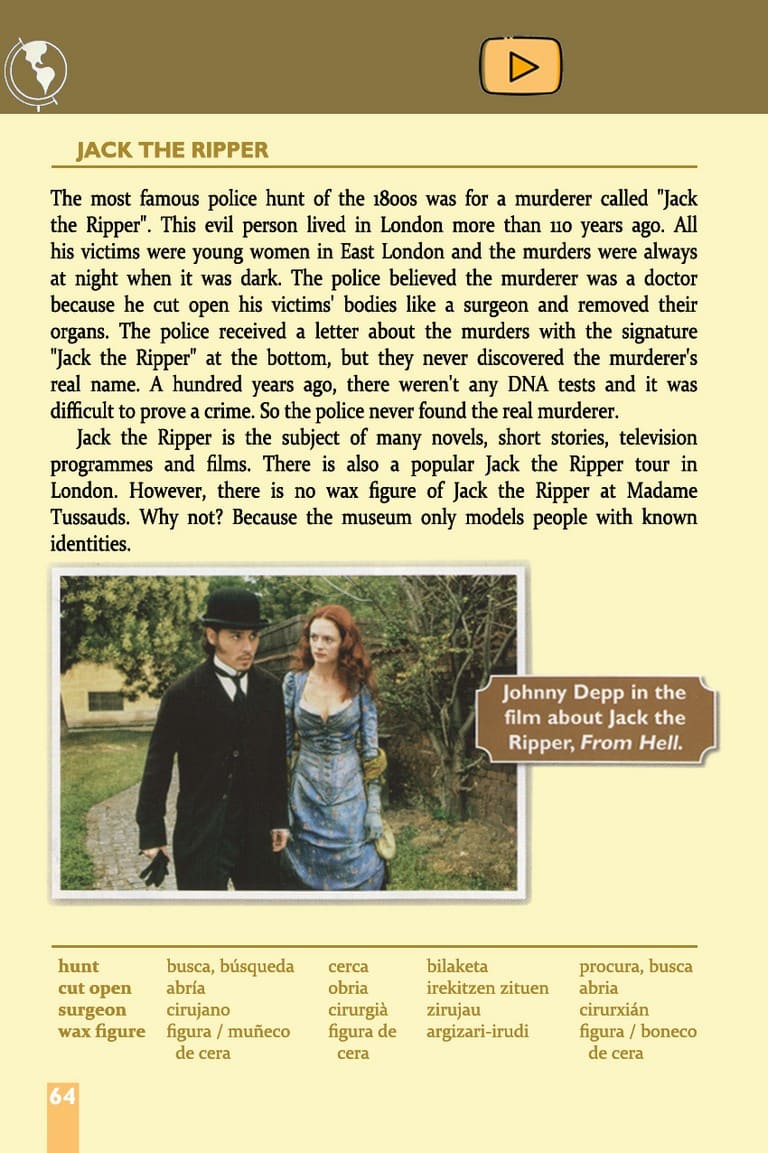 JACK THE RIPPER
The most famous police hunt of the 1800s was for a murderer called "Jack
the Ripper". This evil person lived in London more than 110 years ago. All
his victims were young women in East London and the murders were always
at night when it was dark. The police believed the murderer was a doctor
because he cut open his victims' bodies like a surgeon and removed their
organs. The police received a letter about the murders with the signature
"Jack the Ripper" at the bottom, but they never discovered the murderer's
real name. A hundred years ago, there weren't any DNA tests and it was
difficult to prove a crime. So the police never found the real murderer.
Jack the Ripper is the subject of many novels, short stories, television
programmes and films. There is also a popular Jack the Ripper tour in
London. However, there is no wax figure of Jack the Ripper at Madame
Tussauds. Why not? Because the museum only models people with known
identities.
Johnny Depp in the
film about Jack the
Ripper, From Hell.
hunt busca, búsqueda cerca bilaketa procura, busca
cut open abría obria irekitzen zituen abria
surgeon cirujano cirurgià zirujau cirurxián
wax figure figura / muñeco figura de argizari-irudi figura / boneco
de cera cera de cera
64